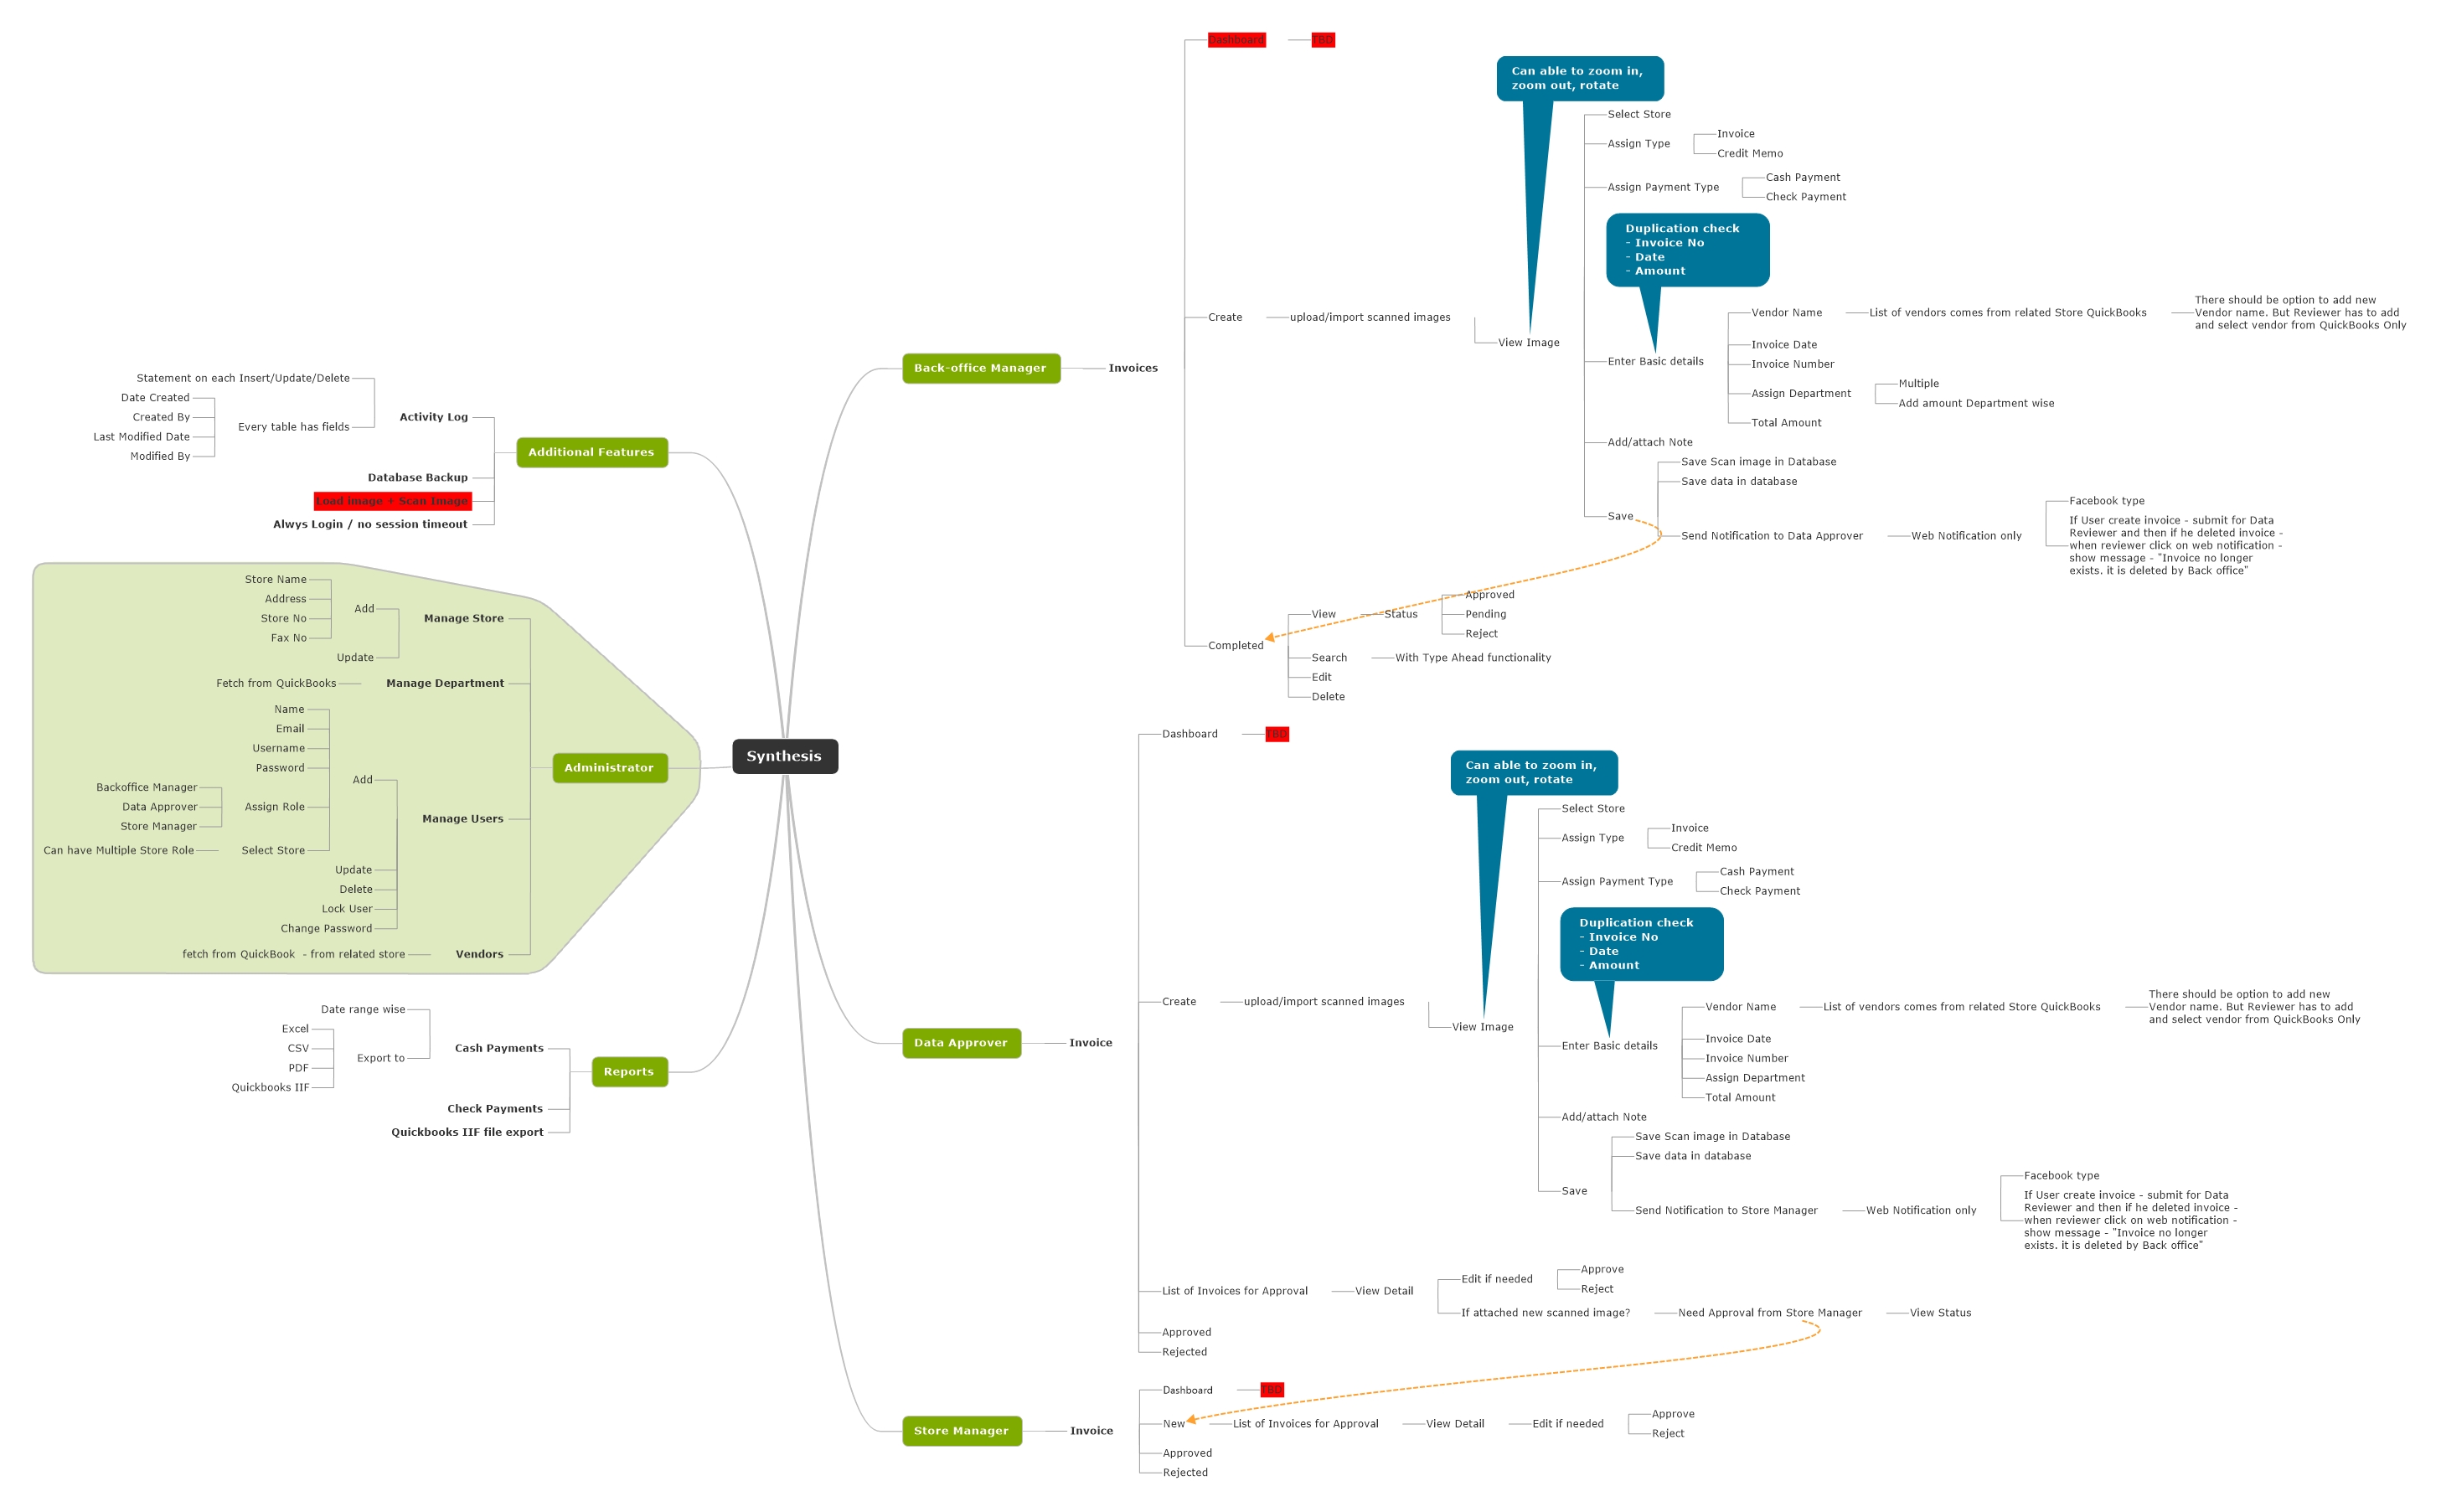 Synthesis
Back-office Manager
Invoices
Dashboard
TBD
Create
upload/import scanned images
Can able to zoom in,
zoom out, rotate
View Image
Select Store
Assign Type
Invoice
Credit Memo
Assign Payment Type
Cash Payment
Check Payment
Duplication check
- Invoice No
- Date
- Amount
Enter Basic details
Vendor Name
List of vendors comes from related Store QuickBooks
There should be option to add new
Vendor name. But Reviewer has to add
and select vendor from QuickBooks Only
Invoice Date
Invoice Number
Assign Department
Multiple
Add amount Department wise
Total Amount
Add/attach Note
Save
Save Scan image in Database
Save data in database
Send Notification to Data Approver
Web Notification only
Facebook type
If User create invoice - submit for Data
Reviewer and then if he deleted invoice -
when reviewer click on web notification -
show message - "Invoice no longer
exists. it is deleted by Back office"
Completed
View
Status
Approved
Pending
Reject
Search
With Type Ahead functionality
Edit
Delete
Data Approver
Invoice
Dashboard
TBD
Create
upload/import scanned images
Can able to zoom in,
zoom out, rotate
View Image
Select Store
Assign Type
Invoice
Credit Memo
Assign Payment Type
Cash Payment
Check Payment
Duplication check
- Invoice No
- Date
- Amount
Enter Basic details
Vendor Name
List of vendors comes from related Store QuickBooks
There should be option to add new
Vendor name. But Reviewer has to add
and select vendor from QuickBooks Only
Invoice Date
Invoice Number
Assign Department
Total Amount
Add/attach Note
Save
Save Scan image in Database
Save data in database
Send Notification to Store Manager
Web Notification only
Facebook type
If User create invoice - submit for Data
Reviewer and then if he deleted invoice -
when reviewer click on web notification -
show message - "Invoice no longer
exists. it is deleted by Back office"
List of Invoices for Approval
View Detail
Edit if needed
Approve
Reject
If attached new scanned image?
Need Approval from Store Manager
View Status
Approved
Rejected
Store Manager
Invoice
Dashboard
TBD
New
List of Invoices for Approval
View Detail
Edit if needed
Approve
Reject
Approved
Rejected
Additional Features
Activity Log
Statement on each Insert/Update/Delete
Every table has fields
Date Created
Created By
Last Modified Date
Modified By
Database Backup
Load image + Scan Image
Alwys Login / no session timeout
Administrator
Manage Store
Add
Store Name
Address
Store No
Fax No
Update
Manage Department
Fetch from QuickBooks
Manage Users
Add
Name
Email
Username
Password
Assign Role
Backoffice Manager
Data Approver
Store Manager
Select Store
Can have Multiple Store Role
Update
Delete
Lock User
Change Password
Vendors
fetch from QuickBook  - from related store
Reports
Cash Payments
Date range wise
Export to
Excel
CSV
PDF
Quickbooks IIF
Check Payments
Quickbooks IIF file export